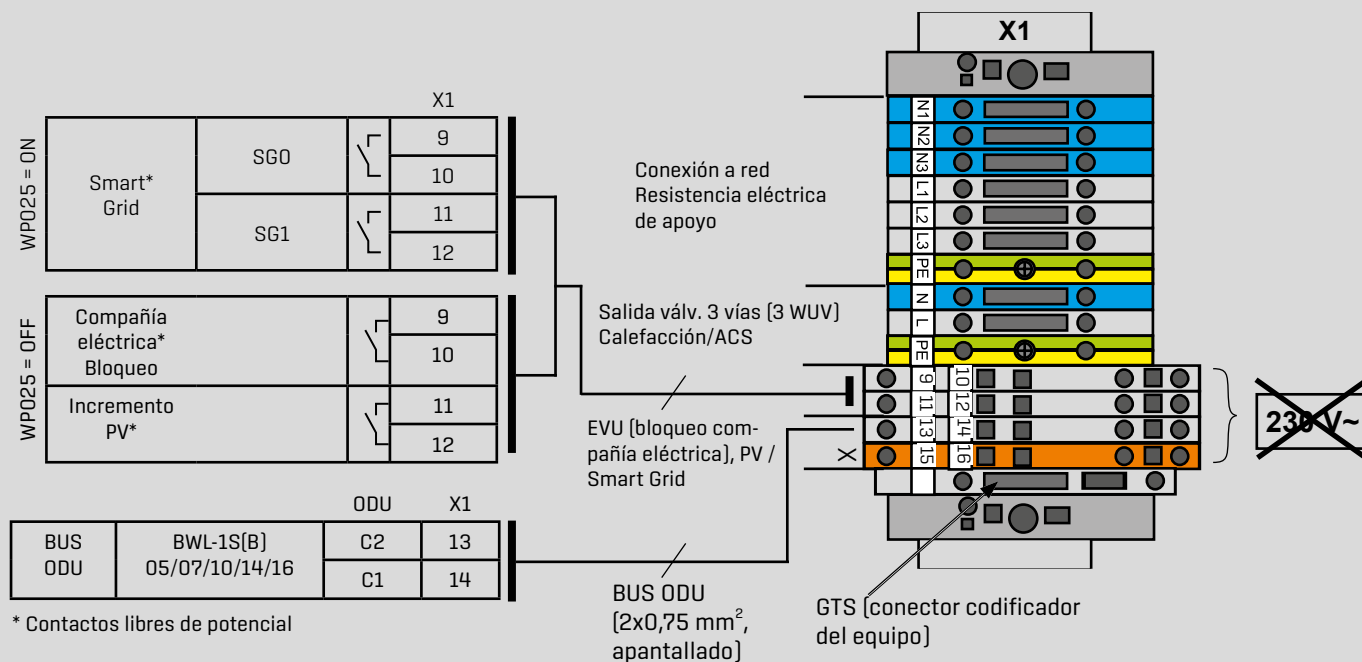 X1
WP025 = ON
Smart*
Grid
SG0
9
10
SG1
11
12
WP025 = OFF
Compañía
eléctrica*
Bloqueo
9
10
Incremento
PV*
11
12
ODU
X1
BUS
ODU
BWL-1S(B)
05/07/10/14/16
C2
13
C1
14
* Contactos libres de potencial
Conexión a red
Resistencia eléctrica
de apoyo
Salida válv. 3 vías (3 WUV)
Calefacción/ACS
EVU (bloqueo com-
pañía eléctrica), PV /
Smart Grid
BUS ODU
(2x0,75 mm²,
apantallado)
GTS (conector codificador
del equipo)
X1
N1
N2
N3
L1
L2
L3
PE
N
L
PE
9 10
11 12
13 14
X 15 16
230 V~